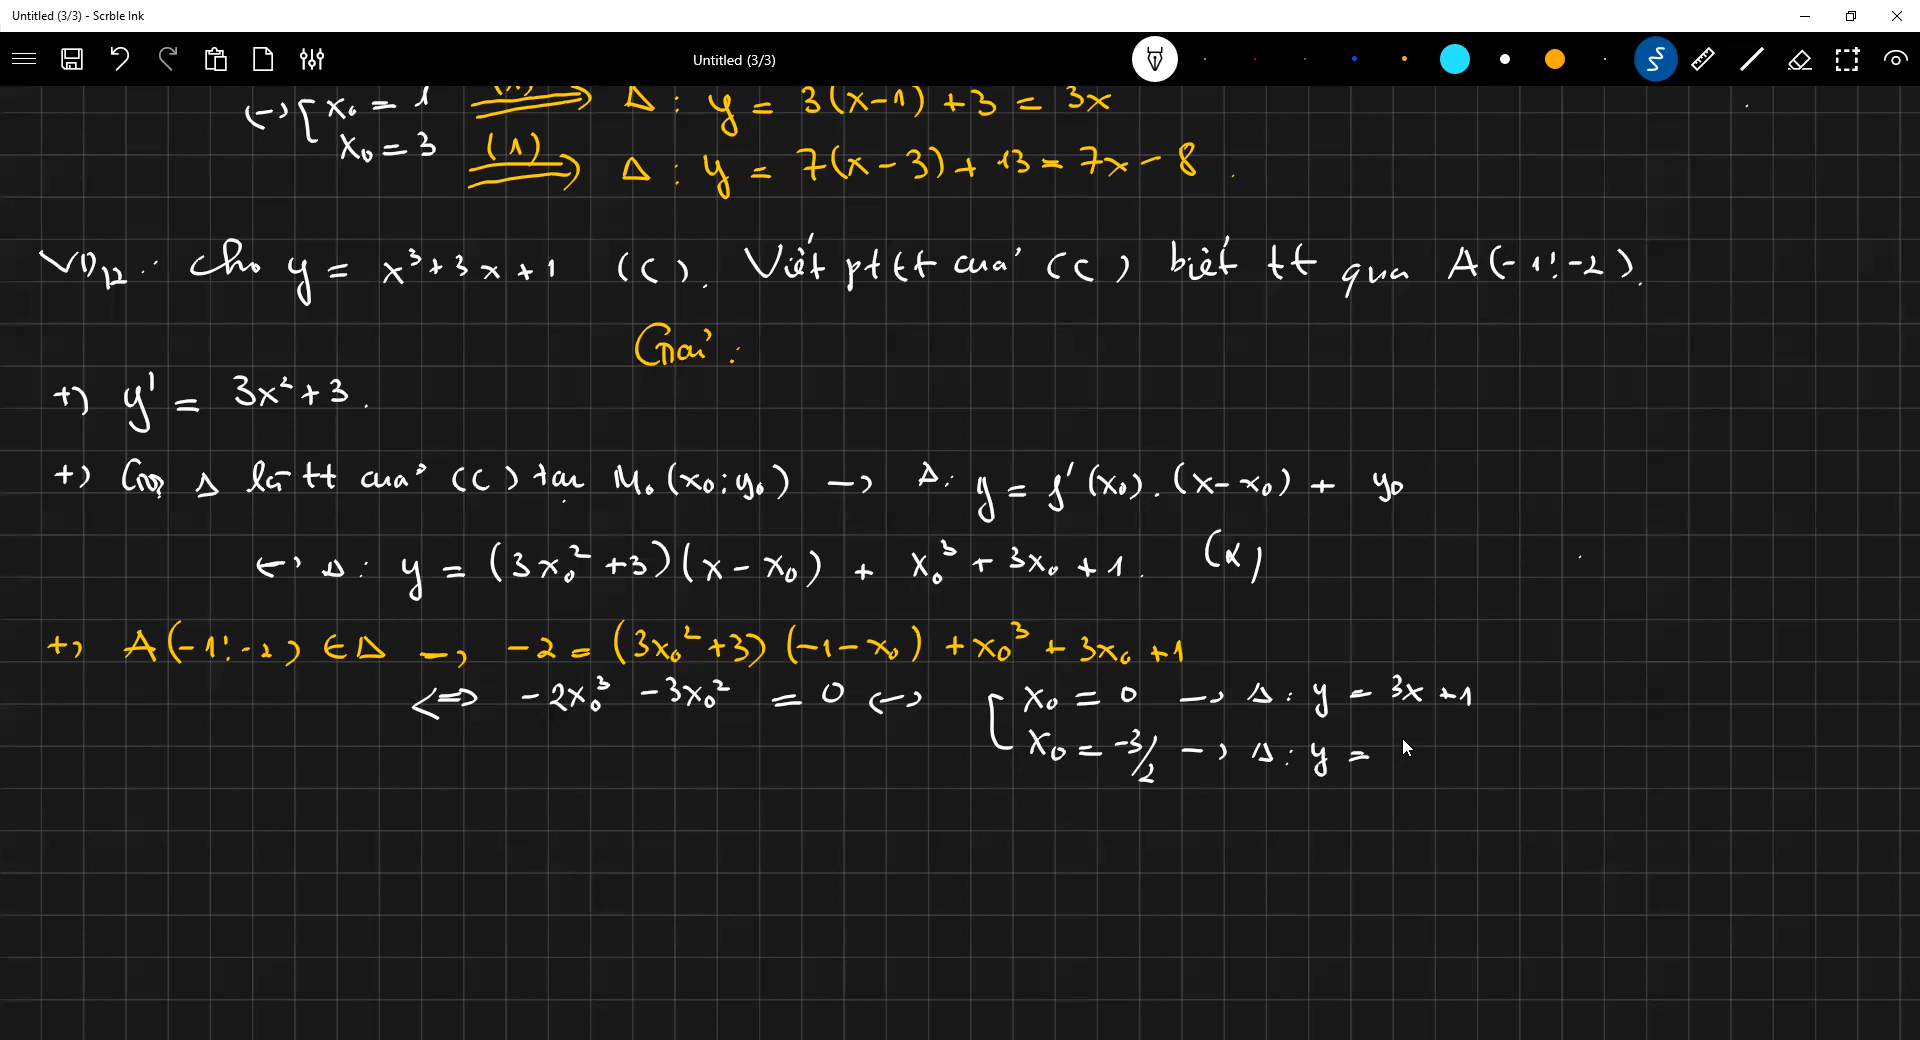 Untitled (3/3) - Scrble Ink
Untitled (3/3)
<-> [ x₀ = 1 (1) => Δ : y = 3(x-1) + 3 = 3x
x₀ = 3 (1) => Δ : y = 7(x-3) + 13 = 7x - 8 .
VD12 : Cho y = x³ + 3x + 1 (C). Viết pttt của (C) biết tt qua A(-1; -2).
Giải :
+) y' = 3x² + 3 .
+) Gọi Δ là tt của (C) tại M₀(x₀; y₀) -> Δ: y = f'(x₀).(x-x₀) + y₀
<-> Δ: y = (3x₀² + 3)(x - x₀) + x₀³ + 3x₀ + 1. (α)
+) A(-1; -2) ∈ Δ -> -2 = (3x₀² + 3)(-1 - x₀) + x₀³ + 3x₀ + 1
<=> -2x₀³ - 3x₀² = 0 <-> [ x₀ = 0 -> Δ: y = 3x + 1
x₀ = -3/2 -> Δ: y =